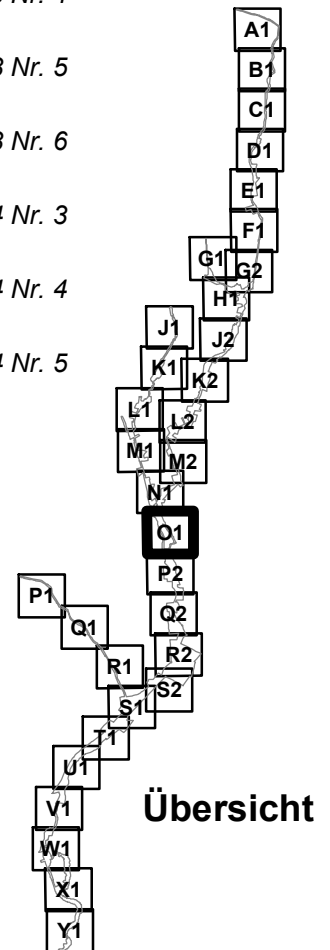 Nr. 4
Nr. 5
Nr. 6
Nr. 3
Nr. 4
Nr. 5
A1
B1
C1
D1
E1
F1
G1
G2
H1
J1
J2
K1
K2
L1
L2
M1
M2
N1
O1
P2
P1
Q2
Q1
R2
R1
S2
S1
T1
U1
V1
Übersicht
W1
X1
Y1